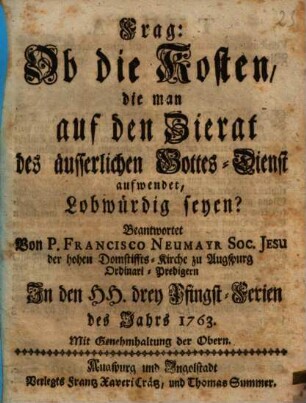 Frag:
Ob die Kosten/
die man
auf den Zierat
des äusserlichen Gottes-Dienst
aufwendet,
Lobwürdig seyen?
Beantwortet
Von P. FRANCISCO NEUMAYR SOC. JESU
der hohen Domstiffts-Kirche zu Augspurg
Ordinari-Predigern
In den HH. drey Pfingst-Ferien
des Jahrs 1763.
Mit Genehmhaltung der Obern.
Augspurg und Ingolstadt
Verlegts Frantz Xaveri Crätz, und Thomas Summer.